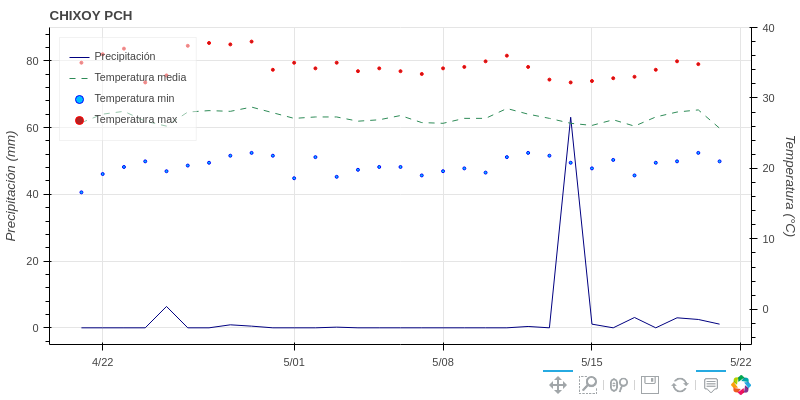 CHIXOY PCH
Precipitación
Temperatura media
Temperatura min
Temperatura max
Precipitación (mm)
80
60
40
20
0
Temperatura (°C)
40
30
20
10
0
4/22
5/01
5/08
5/15
5/22